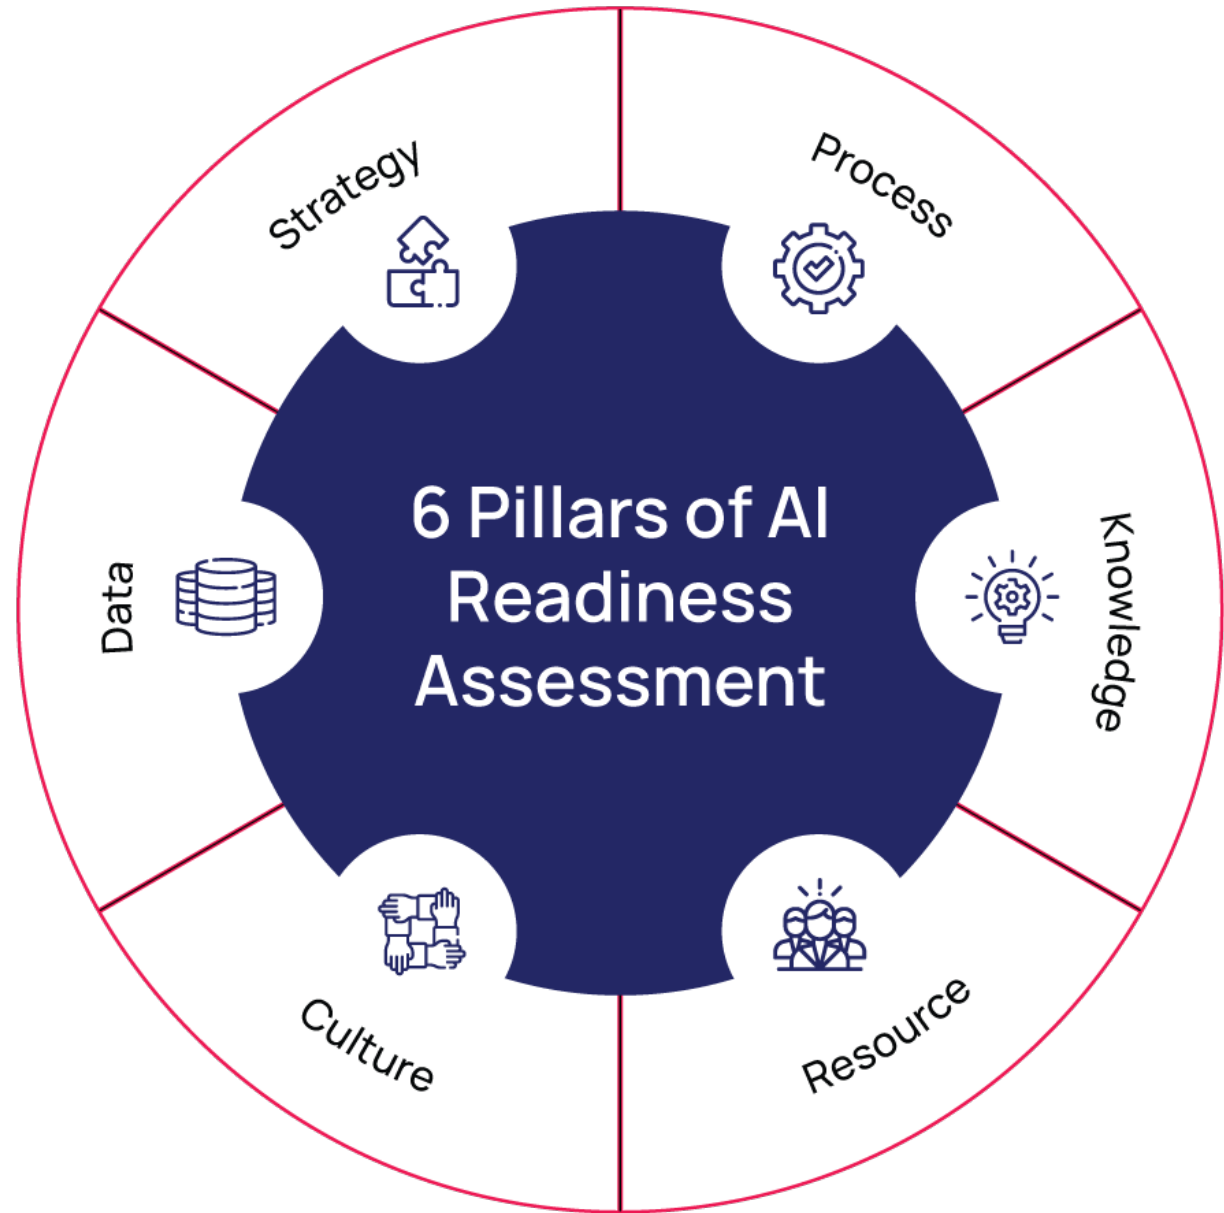 Strategy
Process
6 Pillars of AI
Readiness
Assessment
Data
Knowledge
Culture
Resource